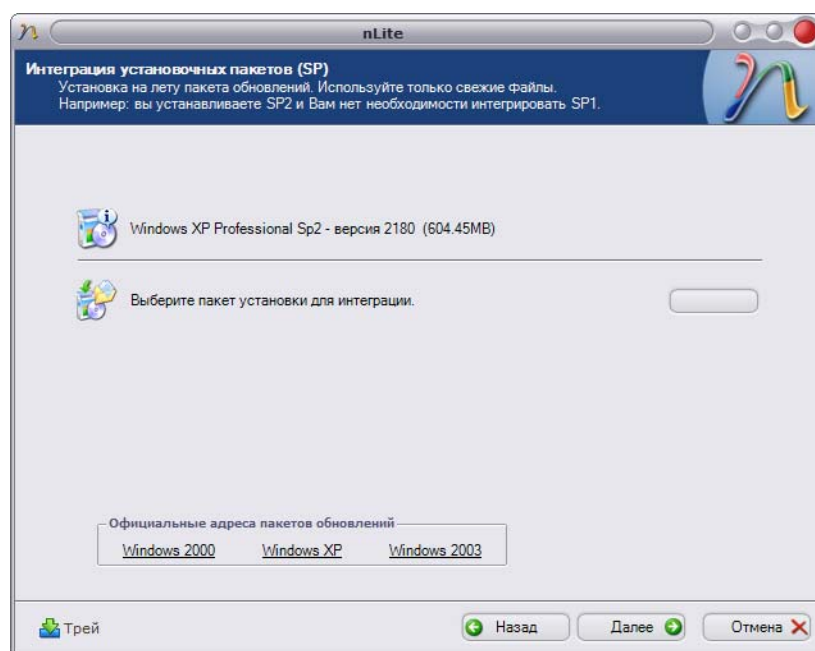 nLite
Интеграция установочных пакетов (SP)
Установка на лету пакета обновлений. Используйте только свежие файлы.
Например: вы устанавливаете SP2 и Вам нет необходимости интегрировать SP1.
Windows XP Professional Sp2 - версия 2180 (604.45MB)
Выберите пакет установки для интеграции.
Официальные адреса пакетов обновлений
Windows 2000 Windows XP Windows 2003
Трей Назад Далее Отмена